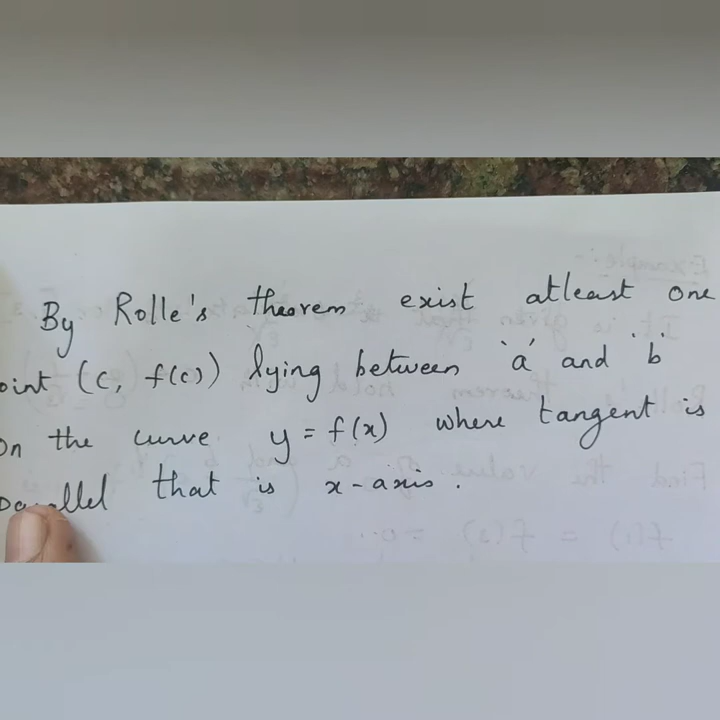 By Rolle's theorem exist atleast one
oint (c, f(c)) lying between 'a' and 'b'
on the curve y = f(x) where tangent is
parallel that is x-axis.